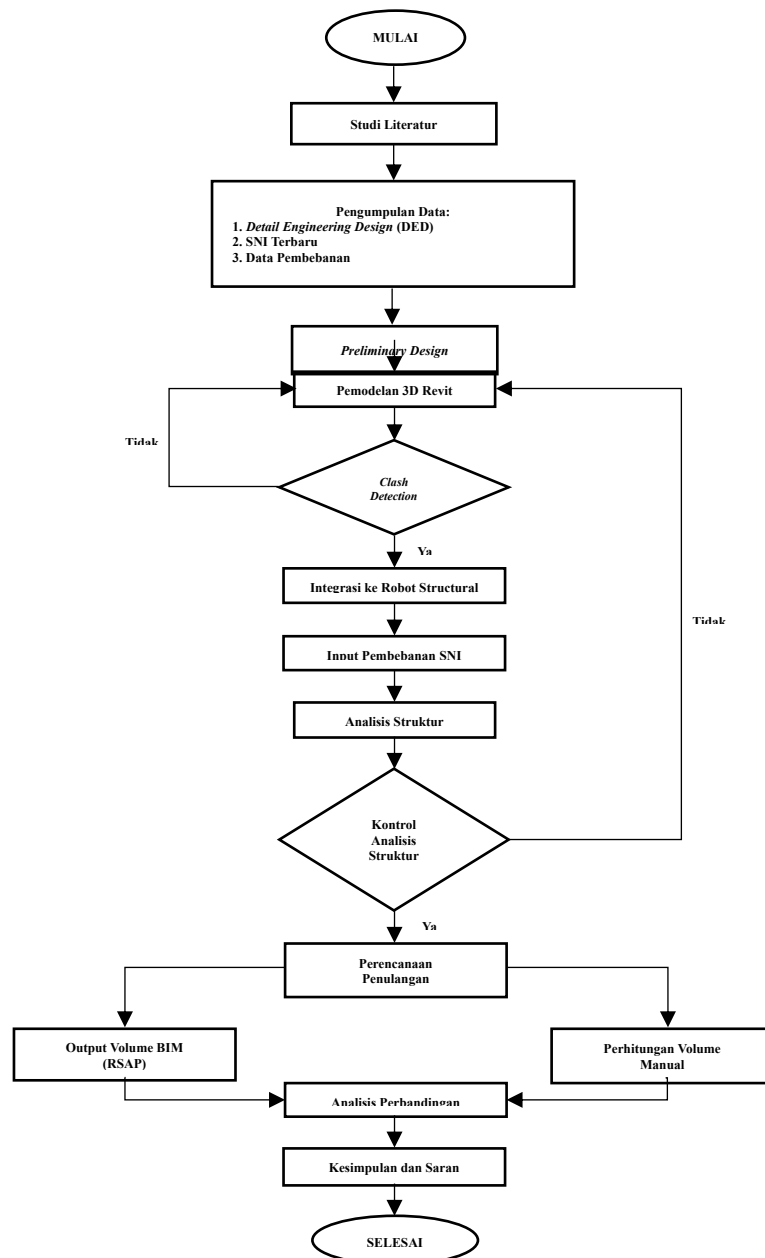 MULAI
Studi Literatur
Pengumpulan Data:
1. Detail Engineering Design (DED)
2. SNI Terbaru
3. Data Pembebanan
Preliminary Design
Pemodelan 3D Revit
Tidak
Clash
Detection
Ya
Integrasi ke Robot Structural
Input Pembebanan SNI
Tidak
Analisis Struktur
Kontrol
Analisis
Struktur
Ya
Perencanaan
Penulangan
Output Volume BIM
(RSAP)
Perhitungan Volume
Manual
Analisis Perbandingan
Kesimpulan dan Saran
SELESAI